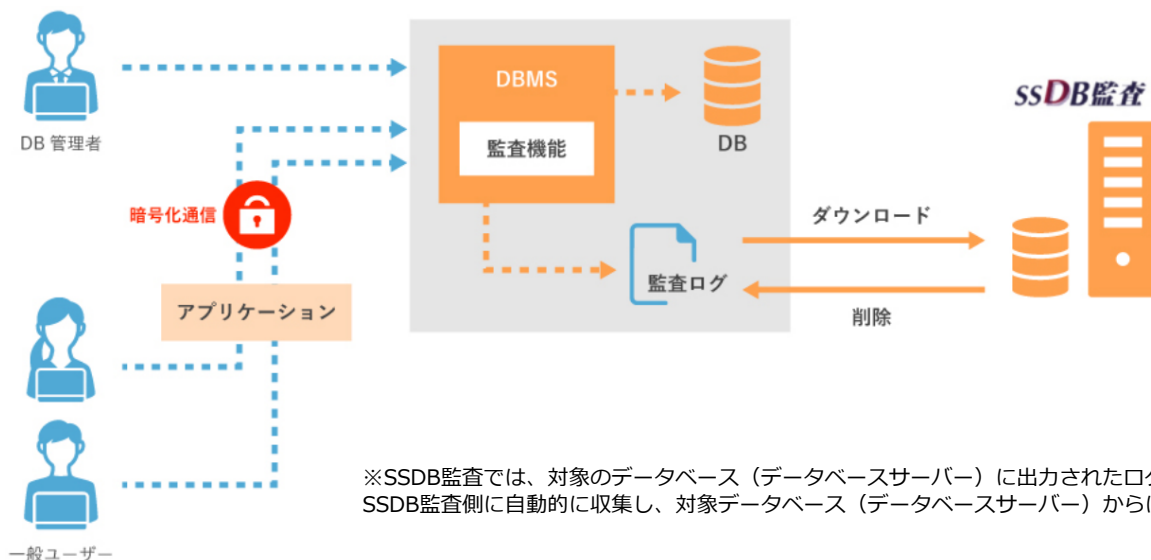 DB 管理者
DBMS
監査機能
DB
SSDB監査
暗号化通信
ダウンロード
監査ログ
アプリケーション
削除
※SSDB監査では、対象のデータベース（データベースサーバー）に出力されたログ
SSDB監査側に自動的に収集し、対象データベース（データベースサーバー）から
一般ユーザー